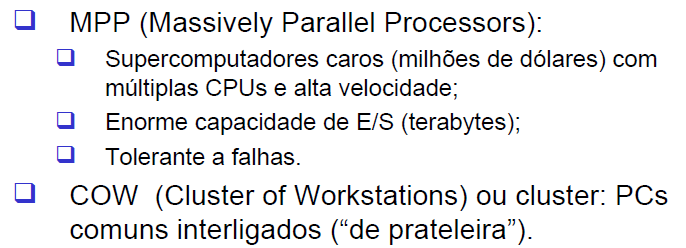 MPP (Massively Parallel Processors):
Supercomputadores caros (milhões de dólares) com
múltiplas CPUs e alta velocidade;
Enorme capacidade de E/S (terabytes);
Tolerante a falhas.
COW (Cluster of Workstations) ou cluster: PCs
comuns interligados (“de prateleira”).